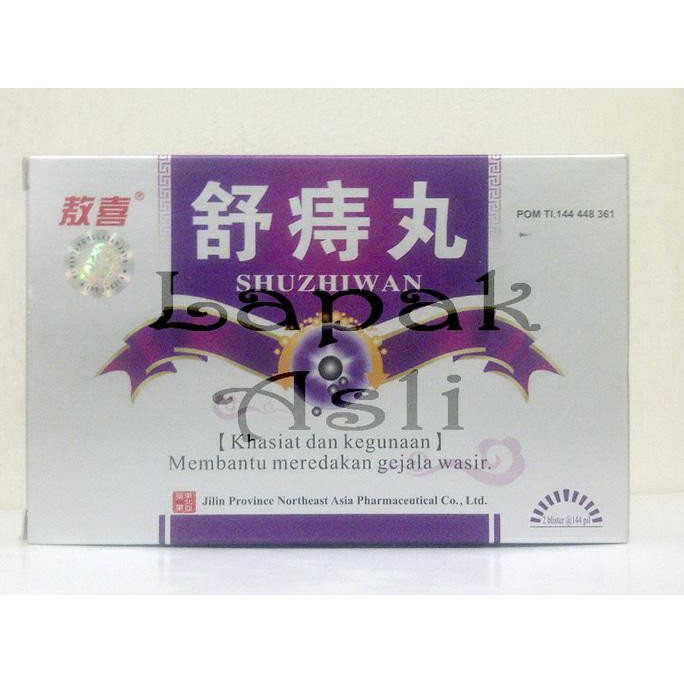 敖喜®
舒痔丸
SHUZHIWAN
POM TI.144 448 361
Lapak
Asli
【Khasiat dan kegunaan】
Membantu meredakan gejala wasir.
Jilin Province Northeast Asia Pharmaceutical Co., Ltd.
2 blister @144 pil